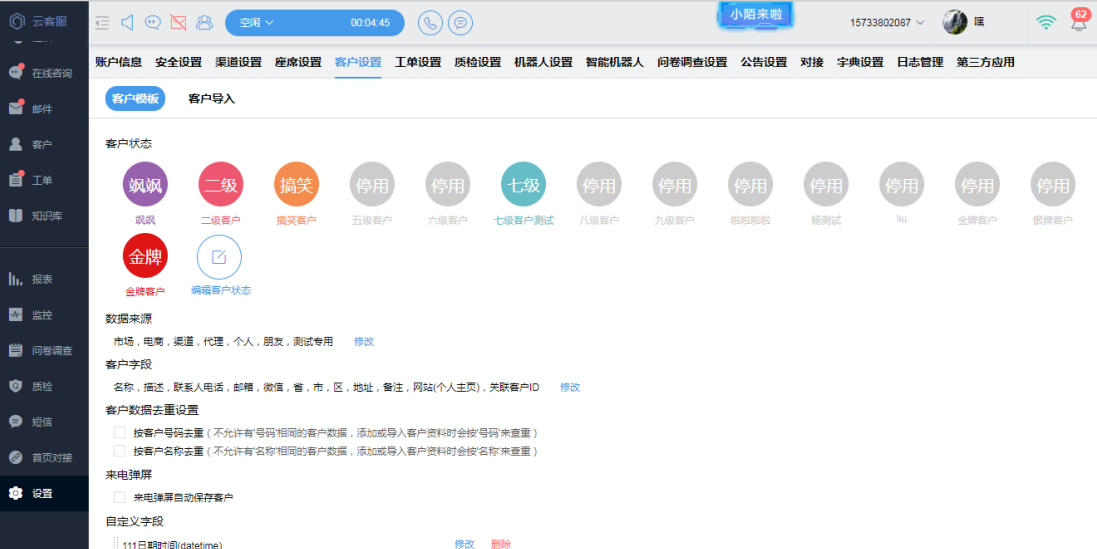 云客服
空闲 00:04:45
小陌来啦
15733802087
嘿
62
账户信息 安全设置 渠道设置 座席设置 客户设置 工单设置 质检设置 机器人设置 智能机器人 问卷调查设置 公告设置 对接 字典设置 日志管理 第三方应用
在线咨询
邮件
客户
工单
知识库
报表
监控
问卷调查
质检
短信
首页对接
设置
客户模板 客户导入
客户状态
飒飒 二级 搞笑 停用 停用 七级 停用 停用 停用 停用 停用 停用 停用
飒飒 二级客户 搞笑客户 五级客户 六级客户 七级客户测试 八级客户 九级客户 啦啦啦啦 杨测试 liu 金牌客户 银牌客户
金牌
金牌客户 编辑客户状态
数据来源
市场，电商，渠道，代理，个人，朋友，测试专用 修改
客户字段
名称，描述，联系人电话，邮箱，微信，省，市，区，地址，备注，网站(个人主页)，关联客户ID 修改
客户数据去重设置
按客户号码去重（不允许有'号码'相同的客户数据，添加或导入客户资料时会按'号码'来查重）
按客户名称去重（不允许有'名称'相同的客户数据，添加或导入客户资料时会按'名称'来查重）
来电弹屏
来电弹屏自动保存客户
自定义字段
111日期时间(datetime) 修改 删除